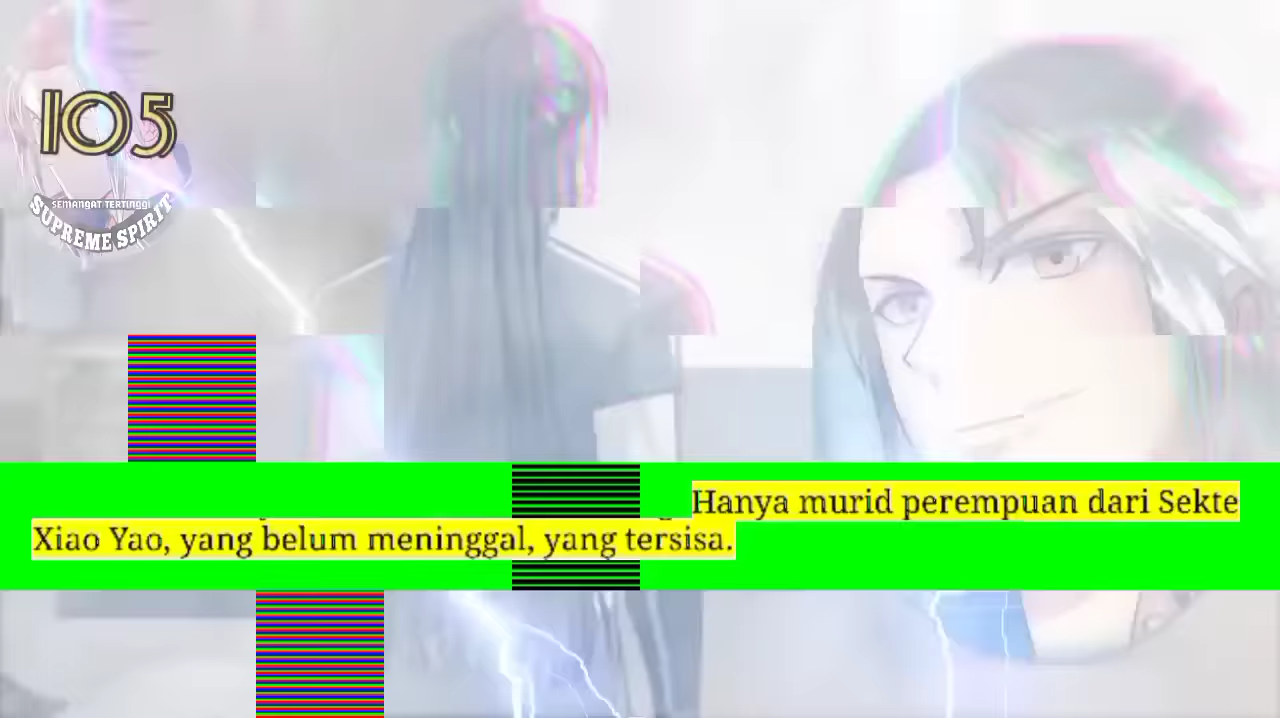 105
SEMANGAT TERTINGGI
SUPREME SPIRIT
Hanya murid perempuan dari Sekte
Xiao Yao, yang belum meninggal, yang tersisa.